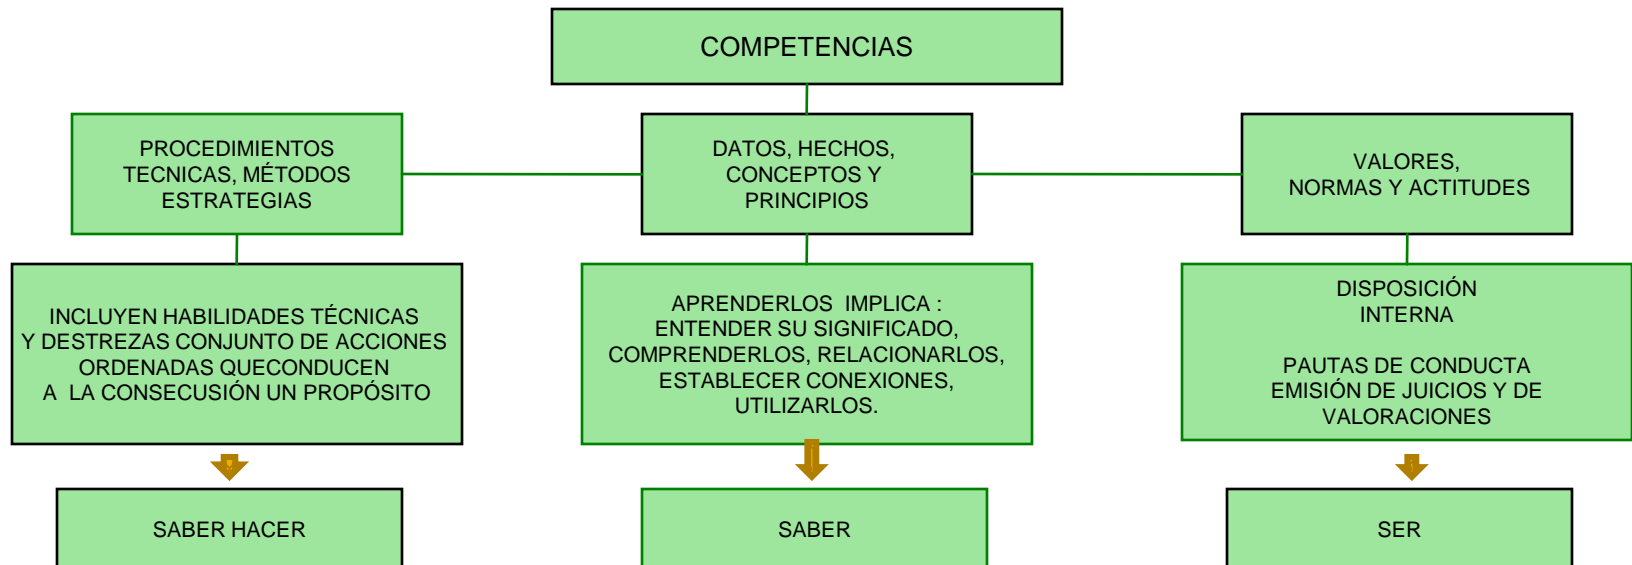 COMPETENCIAS
PROCEDIMIENTOS
TECNICAS, MÉTODOS
ESTRATEGIAS
DATOS, HECHOS,
CONCEPTOS Y
PRINCIPIOS
VALORES,
NORMAS Y ACTITUDES
INCLUYEN HABILIDADES TÉCNICAS
Y DESTREZAS CONJUNTO DE ACCIONES
ORDENADAS QUECONDUCEN
A LA CONSECUSIÓN UN PROPÓSITO
APRENDERLOS IMPLICA :
ENTENDER SU SIGNIFICADO,
COMPRENDERLOS, RELACIONARLOS,
ESTABLECER CONEXIONES,
UTILIZARLOS.
DISPOSICIÓN
INTERNA
PAUTAS DE CONDUCTA
EMISIÓN DE JUICIOS Y DE
VALORACIONES
SABER HACER
SABER
SER